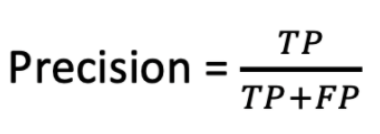 Precision = TP / TP+FP